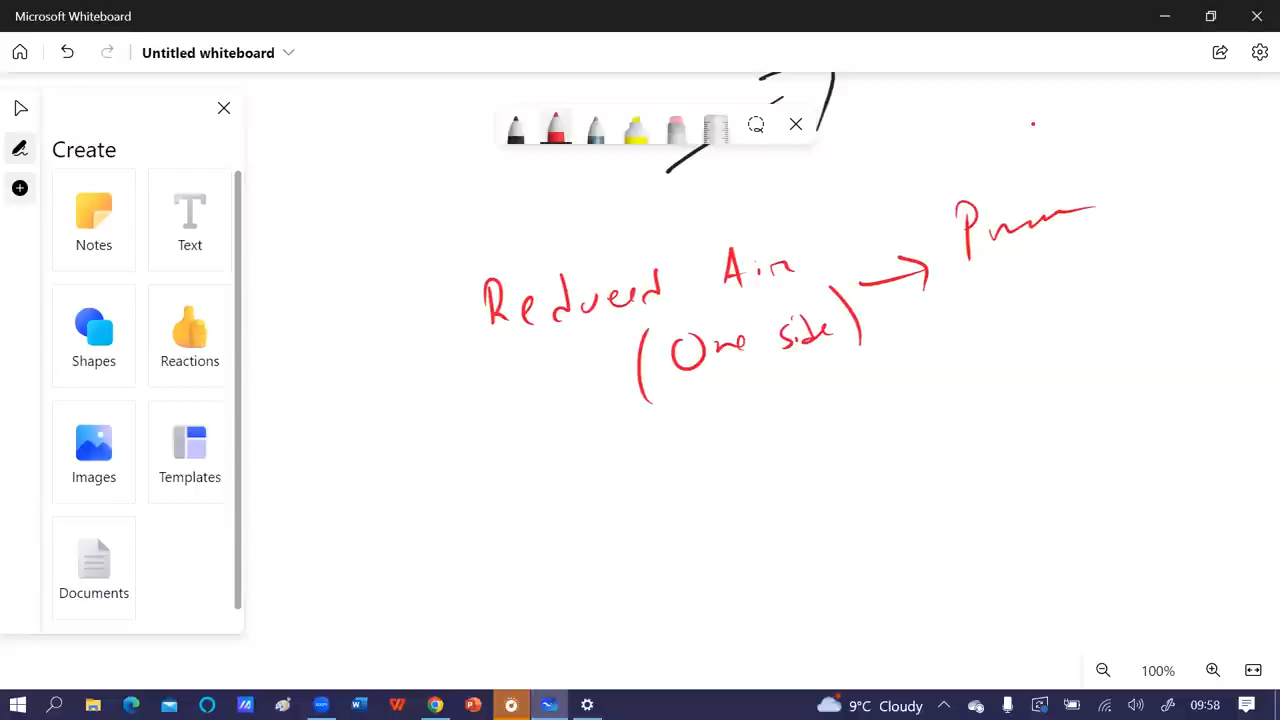 Microsoft Whiteboard
Untitled whiteboard
Create
Notes
Text
Shapes
Reactions
Images
Templates
Documents
Reduced Air
(One side) →
100%
9°C Cloudy
09:58